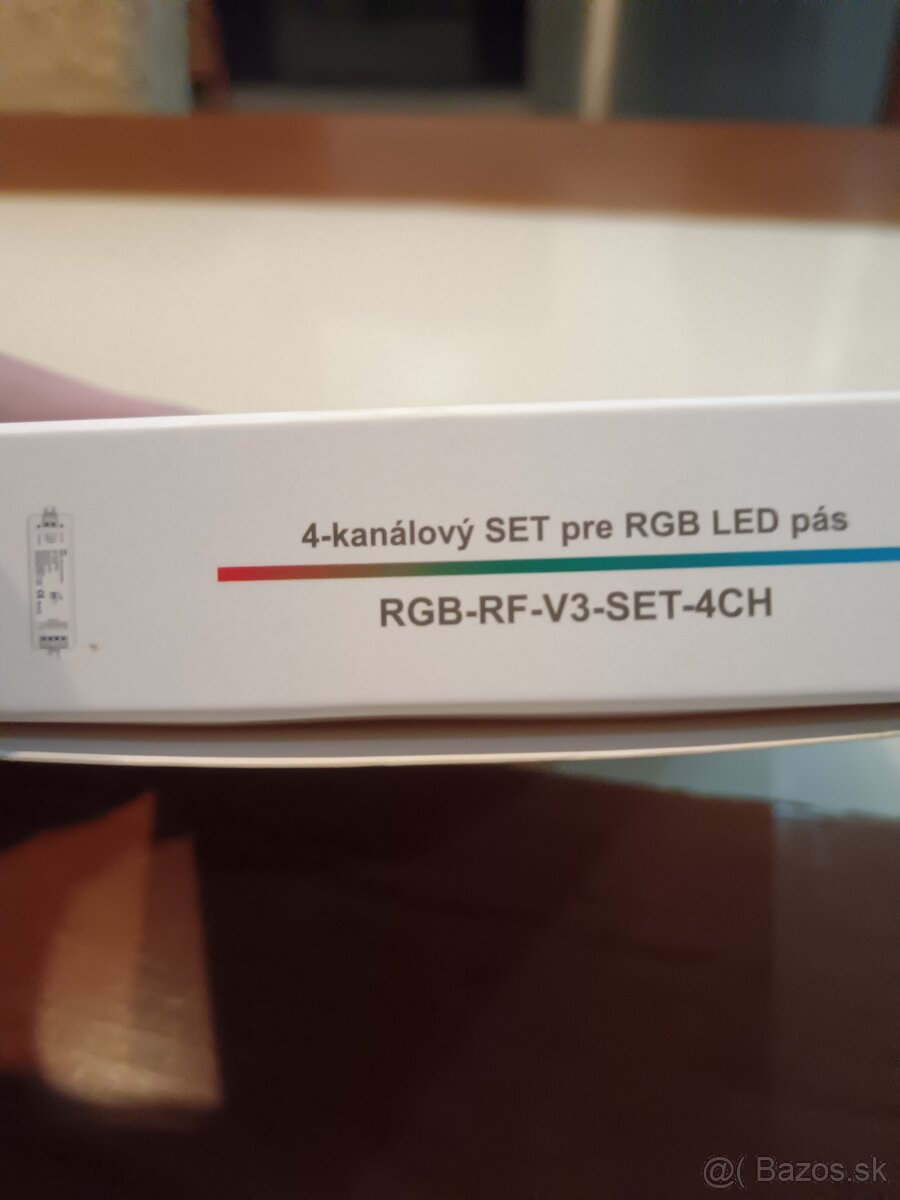 4-kanálový SET pre RGB LED pás
RGB-RF-V3-SET-4CH
@( Bazos.sk